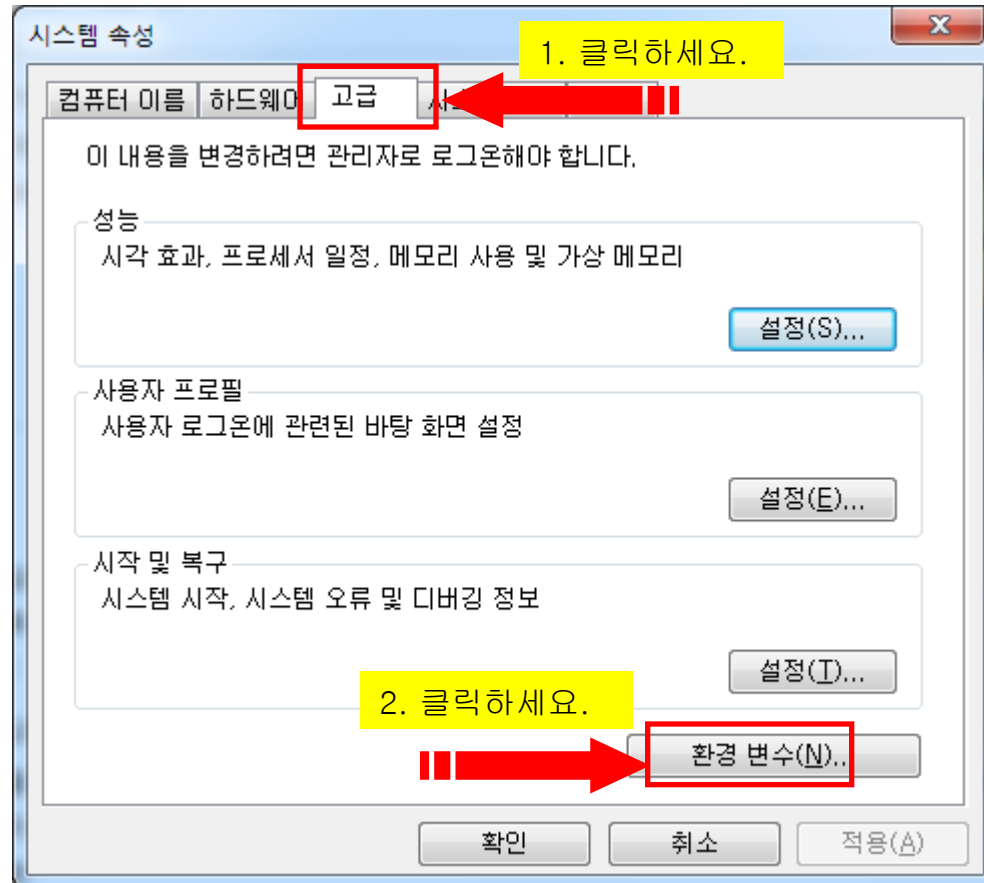 시스템 속성
1. 클릭하세요.
컴퓨터 이름 하드웨어 고급
이 내용을 변경하려면 관리자로 로그온해야 합니다.
성능
시각 효과, 프로세서 일정, 메모리 사용 및 가상 메모리
설정(S)...
사용자 프로필
사용자 로그온에 관련된 바탕 화면 설정
설정(E)...
시작 및 복구
시스템 시작, 시스템 오류 및 디버깅 정보
설정(T)...
2. 클릭하세요.
환경 변수(N)..
확인 취소 적용(A)